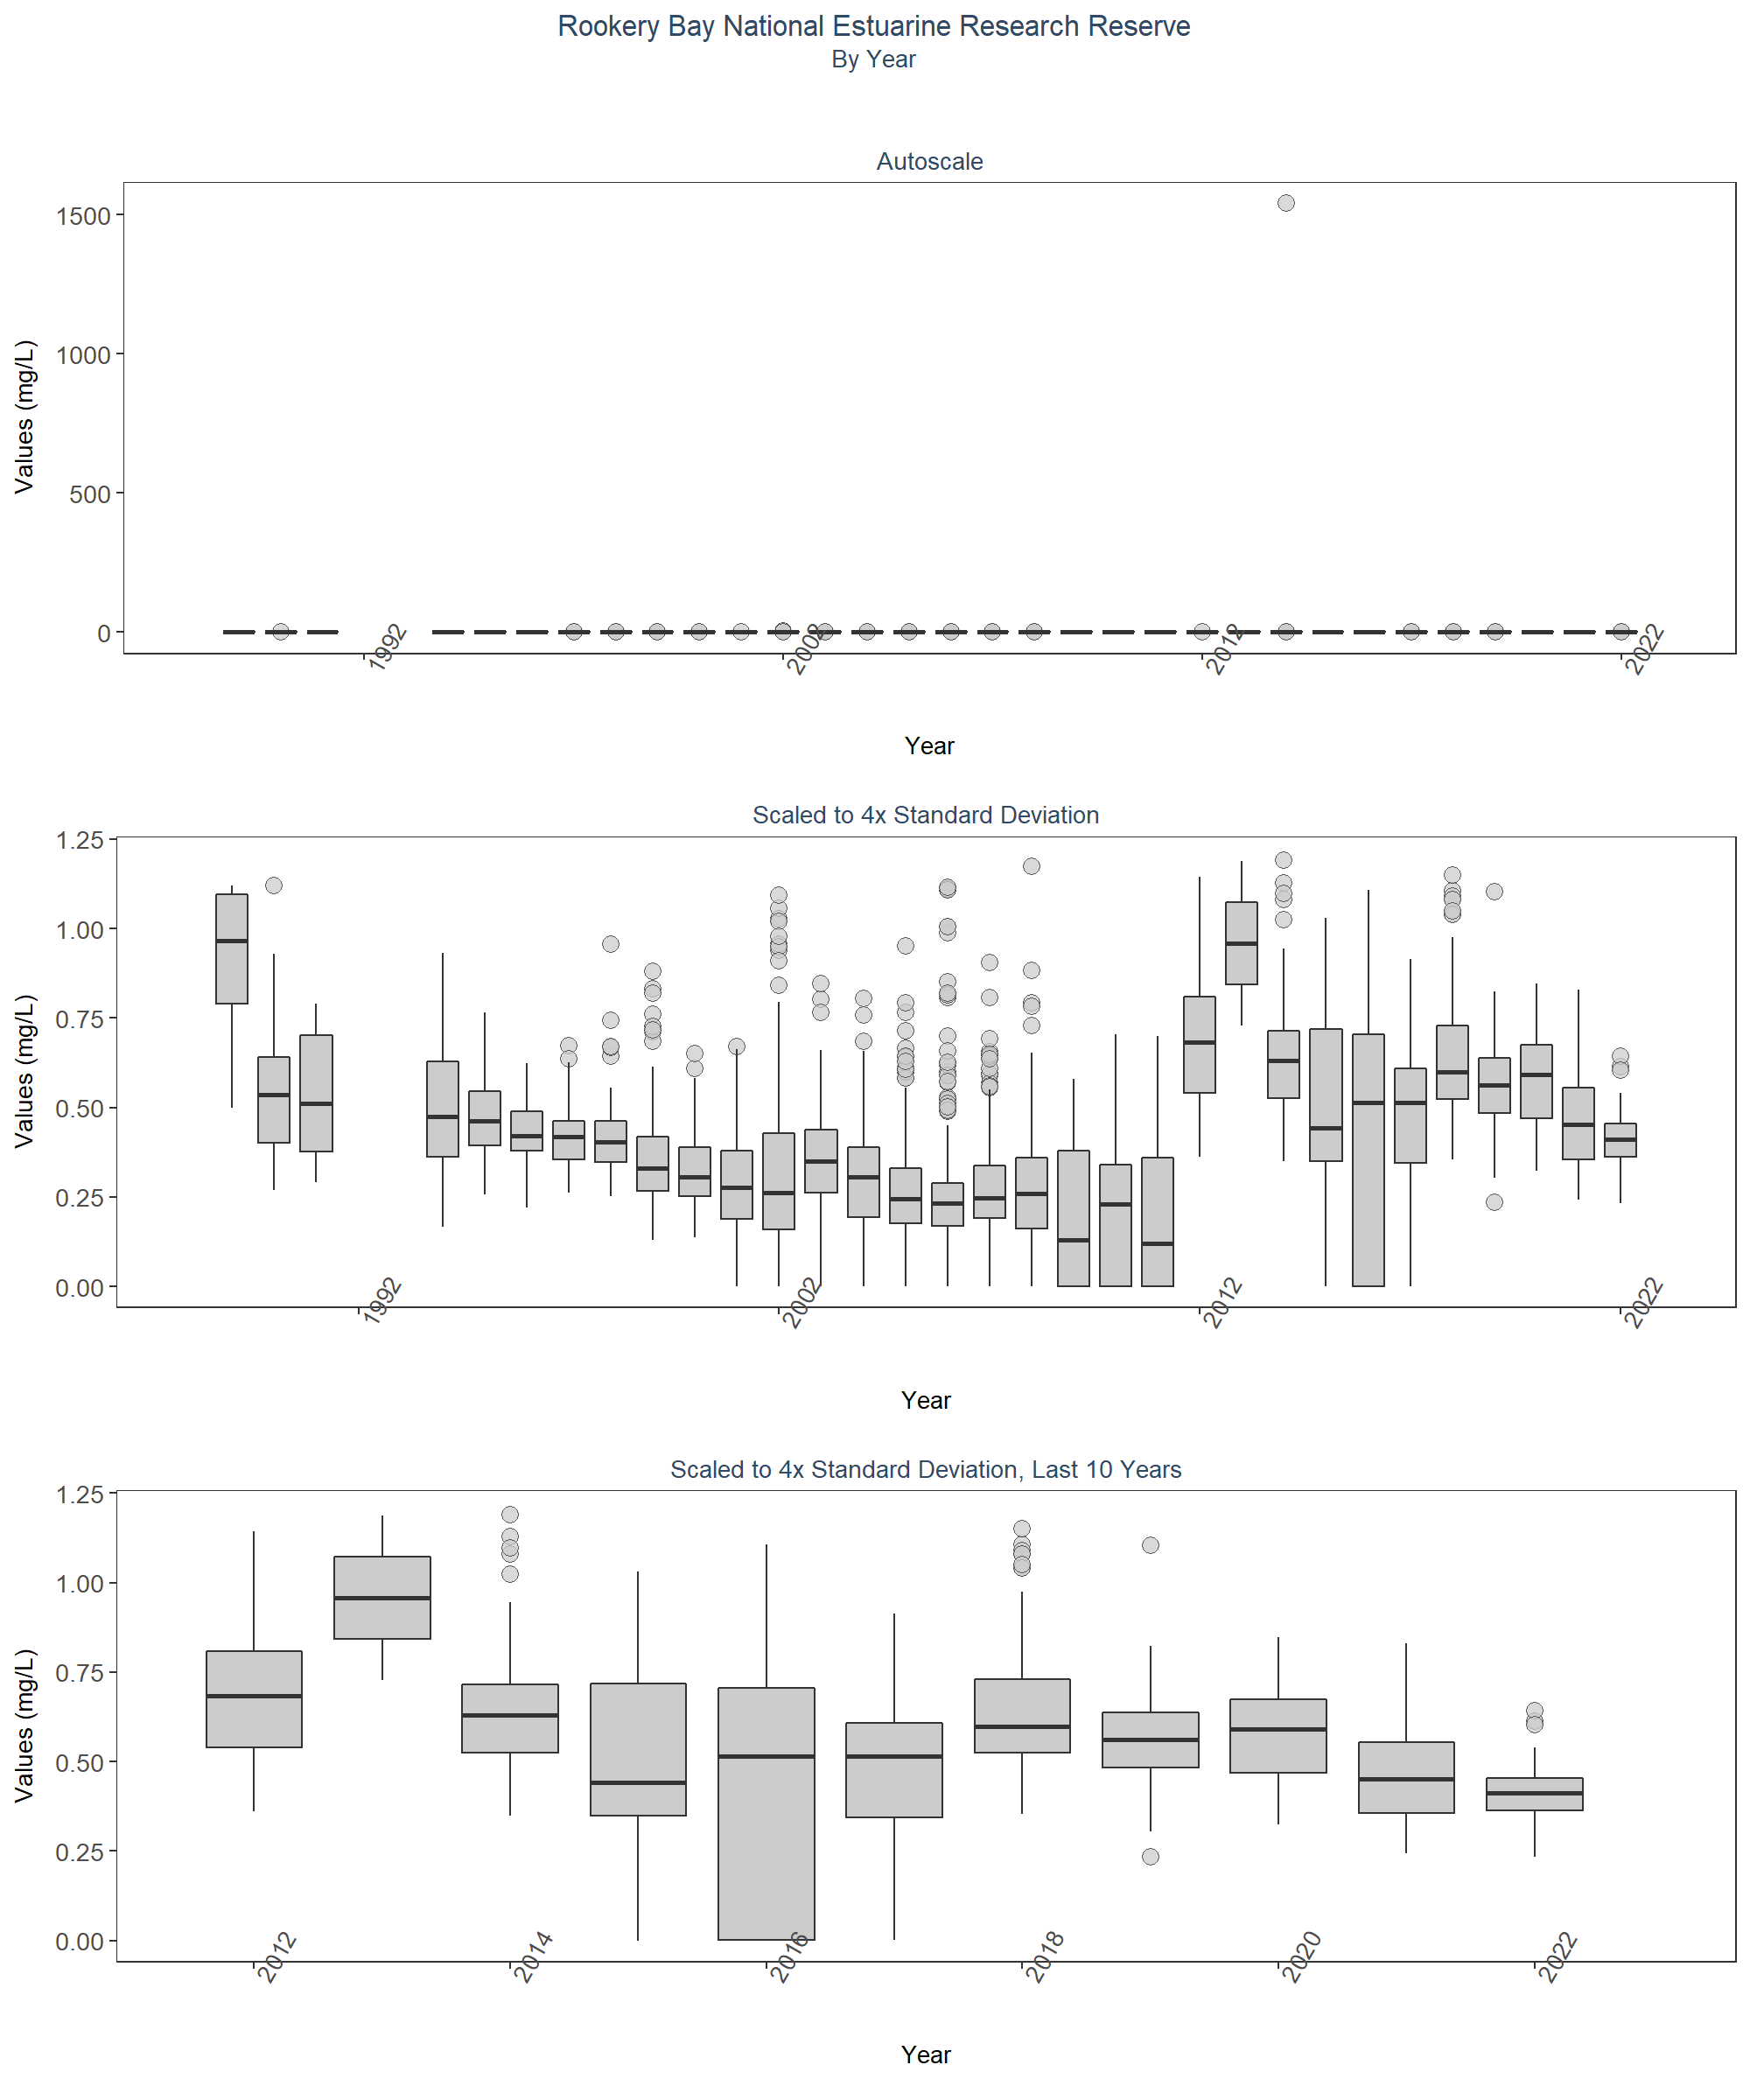 Rookery Bay National Estuarine Research Reserve
By Year
Autoscale
Values (mg/L)
1500
1000
500
0
1992
2002
2012
2022
Year
Scaled to 4x Standard Deviation
Values (mg/L)
1.25
1.00
0.75
0.50
0.25
0.00
1992
2002
2012
2022
Year
Scaled to 4x Standard Deviation, Last 10 Years
Values (mg/L)
1.25
1.00
0.75
0.50
0.25
0.00
2012
2014
2016
2018
2020
2022
Year